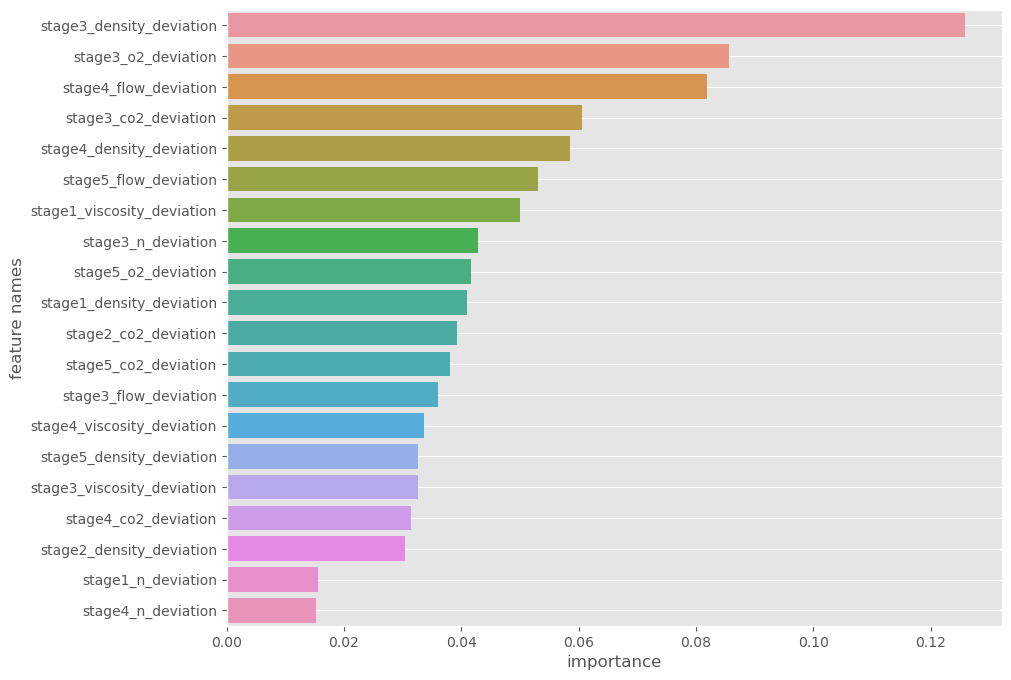 feature names
stage3_density_deviation
stage3_o2_deviation
stage4_flow_deviation
stage3_co2_deviation
stage4_density_deviation
stage5_flow_deviation
stage1_viscosity_deviation
stage3_n_deviation
stage5_o2_deviation
stage1_density_deviation
stage2_co2_deviation
stage5_co2_deviation
stage3_flow_deviation
stage4_viscosity_deviation
stage5_density_deviation
stage3_viscosity_deviation
stage4_co2_deviation
stage2_density_deviation
stage1_n_deviation
stage4_n_deviation
0.00 0.02 0.04 0.06 0.08 0.10 0.12
importance